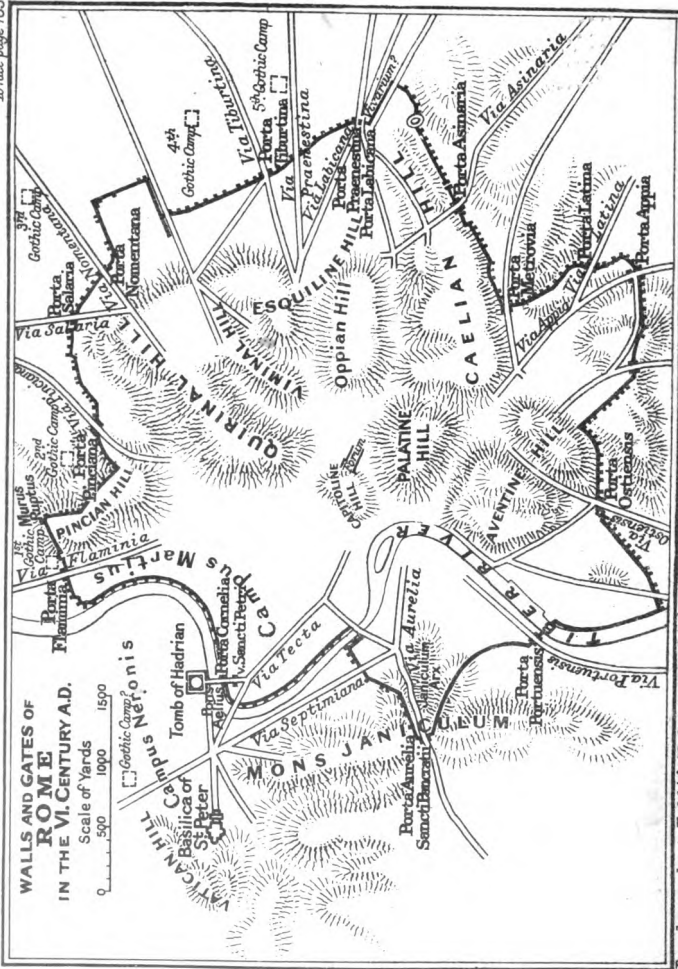 WALLS AND GATES OF
ROME
IN THE VI. CENTURY A.D.
Scale of Yards
0 500 1000 1500
Gothic Camp?
Campus Neronis
VATICAN HILL
Basilica of
St Peter
Tomb of Hadrian
Pons
Aelius
Porta Cornelia
v. Sancti Petri
Campus Martius
Via Tecta
Via Septimiana
MONS JANICULUM
Janiculum
Arx
Via Aurelia
Porta Aurelia
Sancti Pancratii
Porta
Portuensis
Via Portuensis
TIBER RIVER
Via Flaminia
Porta
Flaminia
1st
Gothic
Camp
Murus
Ruptus
PINCIAN HILL
2nd
Gothic Camp
Porta
Pinciana
Via Pinciana
Via Salaria
Porta
Salaria
3rd
Gothic Camp
Via Nomentana
Porta
Nomentana
4th
Gothic Camp
Via Tiburtina
Porta
Tiburtina
5th Gothic Camp
Via Praenestina
Via Labicana
Porta
Praenestina
Porta Labicana
Vivarium?
QUIRINAL HILL
VIMINAL HILL
ESQUILINE HILL
Oppian Hill
CAPITOLINE
HILL
Forum
PALATINE
HILL
CAELIAN HILL
AVENTINE HILL
Via Asinaria
Porta Asinaria
Porta
Metrovia
Porta Latina
Via Latina
Via Appia
Porta Appia
Porta
Ostiensis
Via
Ostiensis